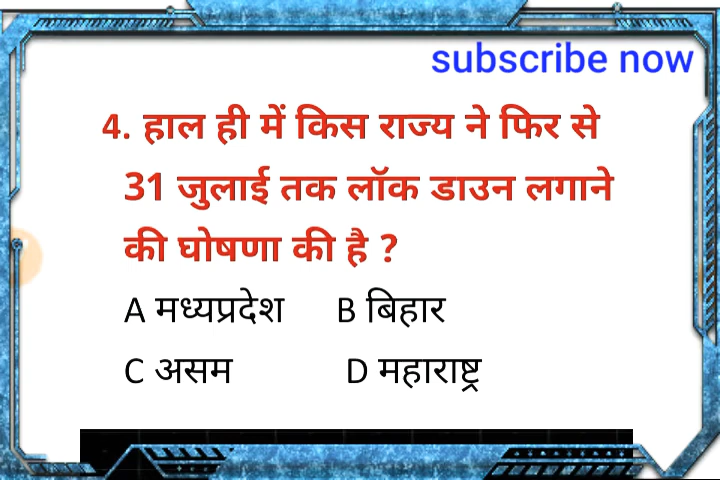 subscribe now
4. हाल ही में किस राज्य ने फिर से
31 जुलाई तक लॉक डाउन लगाने
की घोषणा की है ?
A मध्यप्रदेश B बिहार
C असम D महाराष्ट्र